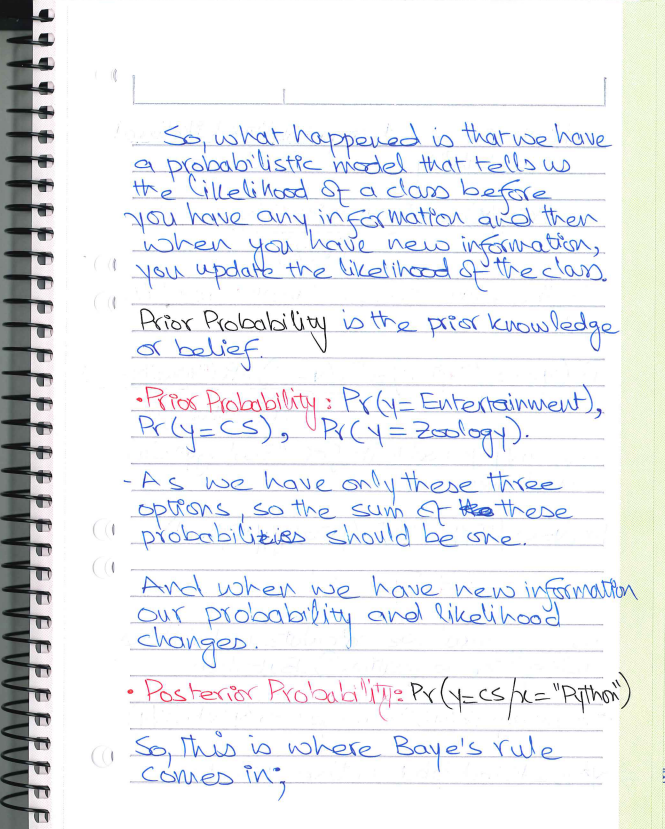 So, what happened is that we have
a probabilistic model that tells us
the likelihood of a class before
you have any information and then
when you have new information,
you update the likelihood of the class.
Prior Probability is the prior knowledge
or belief.
• Prior Probability: Pr(y= Entertainment),
Pr(y=CS), Pr(y= Zoology).
- As we have only these three
options, so the sum of these
probabilities should be one.
And when we have new information
our probability and likelihood
changes.
• Posterior Probability: Pr(y=cs/x="Python")
So, this is where Baye's rule
comes in;